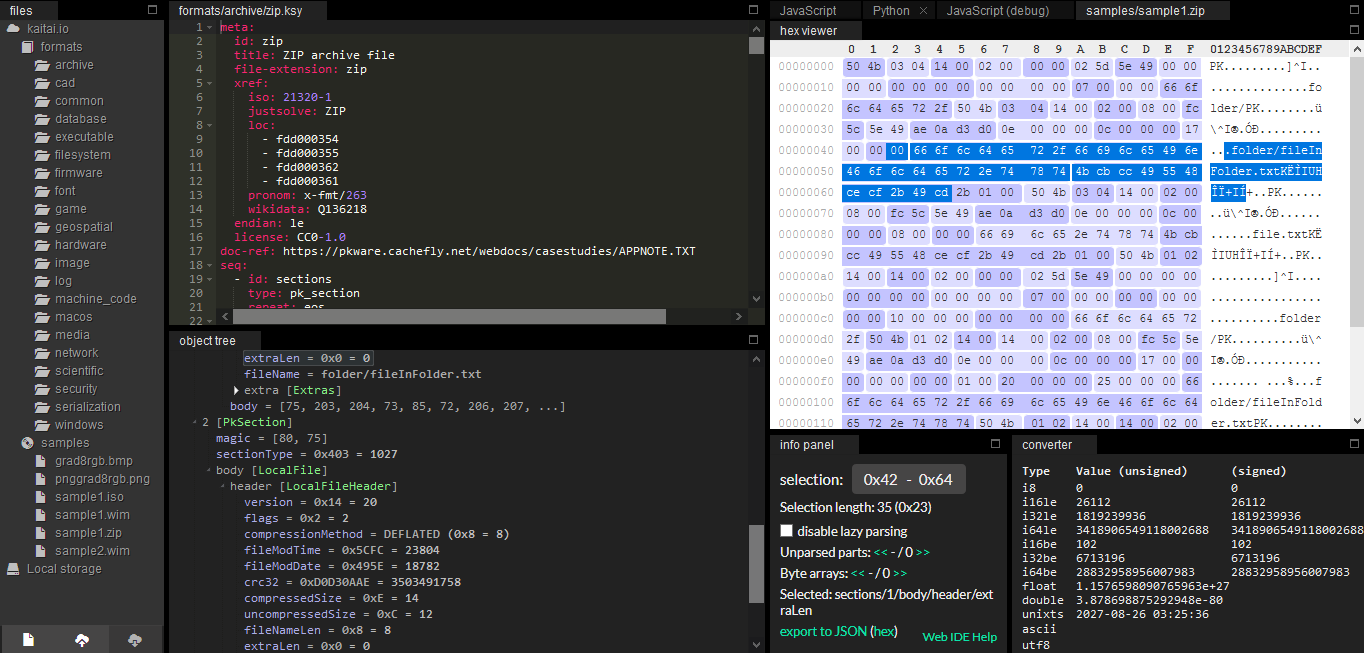 files
kaitai.io
formats
archive
cad
common
database
executable
filesystem
firmware
font
game
geospatial
hardware
image
log
machine_code
macos
media
network
scientific
security
serialization
windows
samples
grad8rgb.bmp
pnggrad8rgb.png
sample1.iso
sample1.wim
sample1.zip
sample2.wim
Local storage
formats/archive/zip.ksy
1 meta:
2 id: zip
3 title: ZIP archive file
4 file-extension: zip
5 xref:
6 iso: 21320-1
7 justsolve: ZIP
8 loc:
9 - fdd000354
10 - fdd000355
11 - fdd000362
12 - fdd000361
13 pronom: x-fmt/263
14 wikidata: Q136218
15 endian: le
16 license: CC0-1.0
17 doc-ref: https://pkware.cachefly.net/webdocs/casestudies/APPNOTE.TXT
18 seq:
19 - id: sections
20 type: pk_section
21 repeat: eos
22
object tree
extraLen = 0x0 = 0
fileName = folder/fileInFolder.txt
extra [Extras]
body = [75, 203, 204, 73, 85, 72, 206, 207, ...]
2 [PkSection]
magic = [80, 75]
sectionType = 0x403 = 1027
body [LocalFile]
header [LocalFileHeader]
version = 0x14 = 20
flags = 0x2 = 2
compressionMethod = DEFLATED (0x8 = 8)
fileModTime = 0x5CFC = 23804
fileModDate = 0x495E = 18782
crc32 = 0xD0D30AAE = 3503491758
compressedSize = 0xE = 14
uncompressedSize = 0xC = 12
fileNameLen = 0x8 = 8
extraLen = 0x0 = 0
JavaScript Python × JavaScript (debug) samples/sample1.zip
hex viewer
0 1 2 3 4 5 6 7 8 9 A B C D E F 0123456789ABCDEF
00000000 50 4b 03 04 14 00 02 00 00 00 02 5d 5e 49 00 00 PK.........]^I..
00000010 00 00 00 00 00 00 00 00 00 00 07 00 00 00 66 6f ..............fo
00000020 6c 64 65 72 2f 50 4b 03 04 14 00 02 00 08 00 fc lder/PK........ü
00000030 5c 5e 49 ae 0a d3 d0 0e 00 00 00 0c 00 00 00 17 \^I®.ÓÐ.........
00000040 00 00 00 66 6f 6c 64 65 72 2f 66 69 6c 65 49 6e ...folder/fileIn
00000050 46 6f 6c 64 65 72 2e 74 78 74 4b cb cc 49 55 48 Folder.txtKËÌIUH
00000060 ce cf 2b 49 cd 2b 01 00 50 4b 03 04 14 00 02 00 ÎÏ+IÍ+..PK......
00000070 08 00 fc 5c 5e 49 ae 0a d3 d0 0e 00 00 00 0c 00 ..ü\^I®.ÓÐ......
00000080 00 00 08 00 00 00 66 69 6c 65 2e 74 78 74 4b cb ......file.txtKË
00000090 cc 49 55 48 ce cf 2b 49 cd 2b 01 00 50 4b 01 02 ÌIUHÎÏ+IÍ+..PK..
000000a0 14 00 14 00 02 00 00 00 02 5d 5e 49 00 00 00 00 .........]^I....
000000b0 00 00 00 00 00 00 00 00 07 00 00 00 00 00 00 00 ................
000000c0 00 00 10 00 00 00 00 00 00 00 66 6f 6c 64 65 72 ..........folder
000000d0 2f 50 4b 01 02 14 00 14 00 02 00 08 00 fc 5c 5e /PK..........ü\^
000000e0 49 ae 0a d3 d0 0e 00 00 00 0c 00 00 00 17 00 00 I®.ÓÐ...........
000000f0 00 00 00 00 00 01 00 20 00 00 00 25 00 00 00 66 ....... ...%...f
00000100 6f 6c 64 65 72 2f 66 69 6c 65 49 6e 46 6f 6c 64 older/fileInFold
00000110 65 72 2e 74 78 74 50 4b 01 02 14 00 14 00 02 00 er.txtPK........
info panel
selection: 0x42 - 0x64
Selection length: 35 (0x23)
disable lazy parsing
Unparsed parts: << - / 0 >>
Byte arrays: << - / 0 >>
Selected: sections/1/body/header/ext
raLen
export to JSON (hex)
Web IDE Help
converter
Type Value (unsigned) (signed)
i8 0 0
i16le 26112 26112
i32le 1819239936 1819239936
i64le 3418906549118002688 3418906549118002688
i16be 102 102
i32be 6713196 6713196
i64be 28832958956007983 28832958956007983
float 1.1576598090765963e+27
double 3.878698875292948e-80
unixts 2027-08-26 03:25:36
ascii
utf8